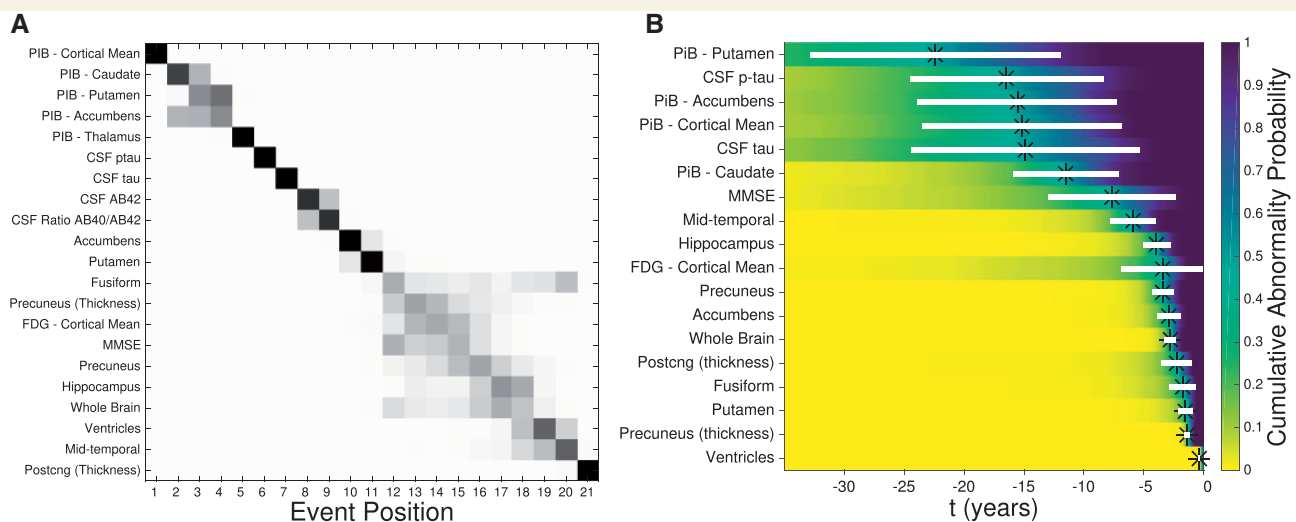 A
PIB - Cortical Mean
PIB - Caudate
PIB - Putamen
PIB - Accumbens
PIB - Thalamus
CSF ptau
CSF tau
CSF AB42
CSF Ratio AB40/AB42
Accumbens
Putamen
Fusiform
Precuneus (Thickness)
FDG - Cortical Mean
MMSE
Precuneus
Hippocampus
Whole Brain
Ventricles
Mid-temporal
Postcng (Thickness)
1 2 3 4 5 6 7 8 9 10 11 12 13 14 15 16 17 18 19 20 21
Event Position
B
PiB - Putamen
CSF p-tau
PiB - Accumbens
PiB - Cortical Mean
CSF tau
PiB - Caudate
MMSE
Mid-temporal
Hippocampus
FDG - Cortical Mean
Precuneus
Accumbens
Whole Brain
Postcng (thickness)
Fusiform
Putamen
Precuneus (thickness)
Ventricles
-30 -25 -20 -15 -10 -5 0
t (years)
1
0.9
0.8
0.7
0.6
0.5
0.4
0.3
0.2
0.1
0
Cumulative Abnormality Probability